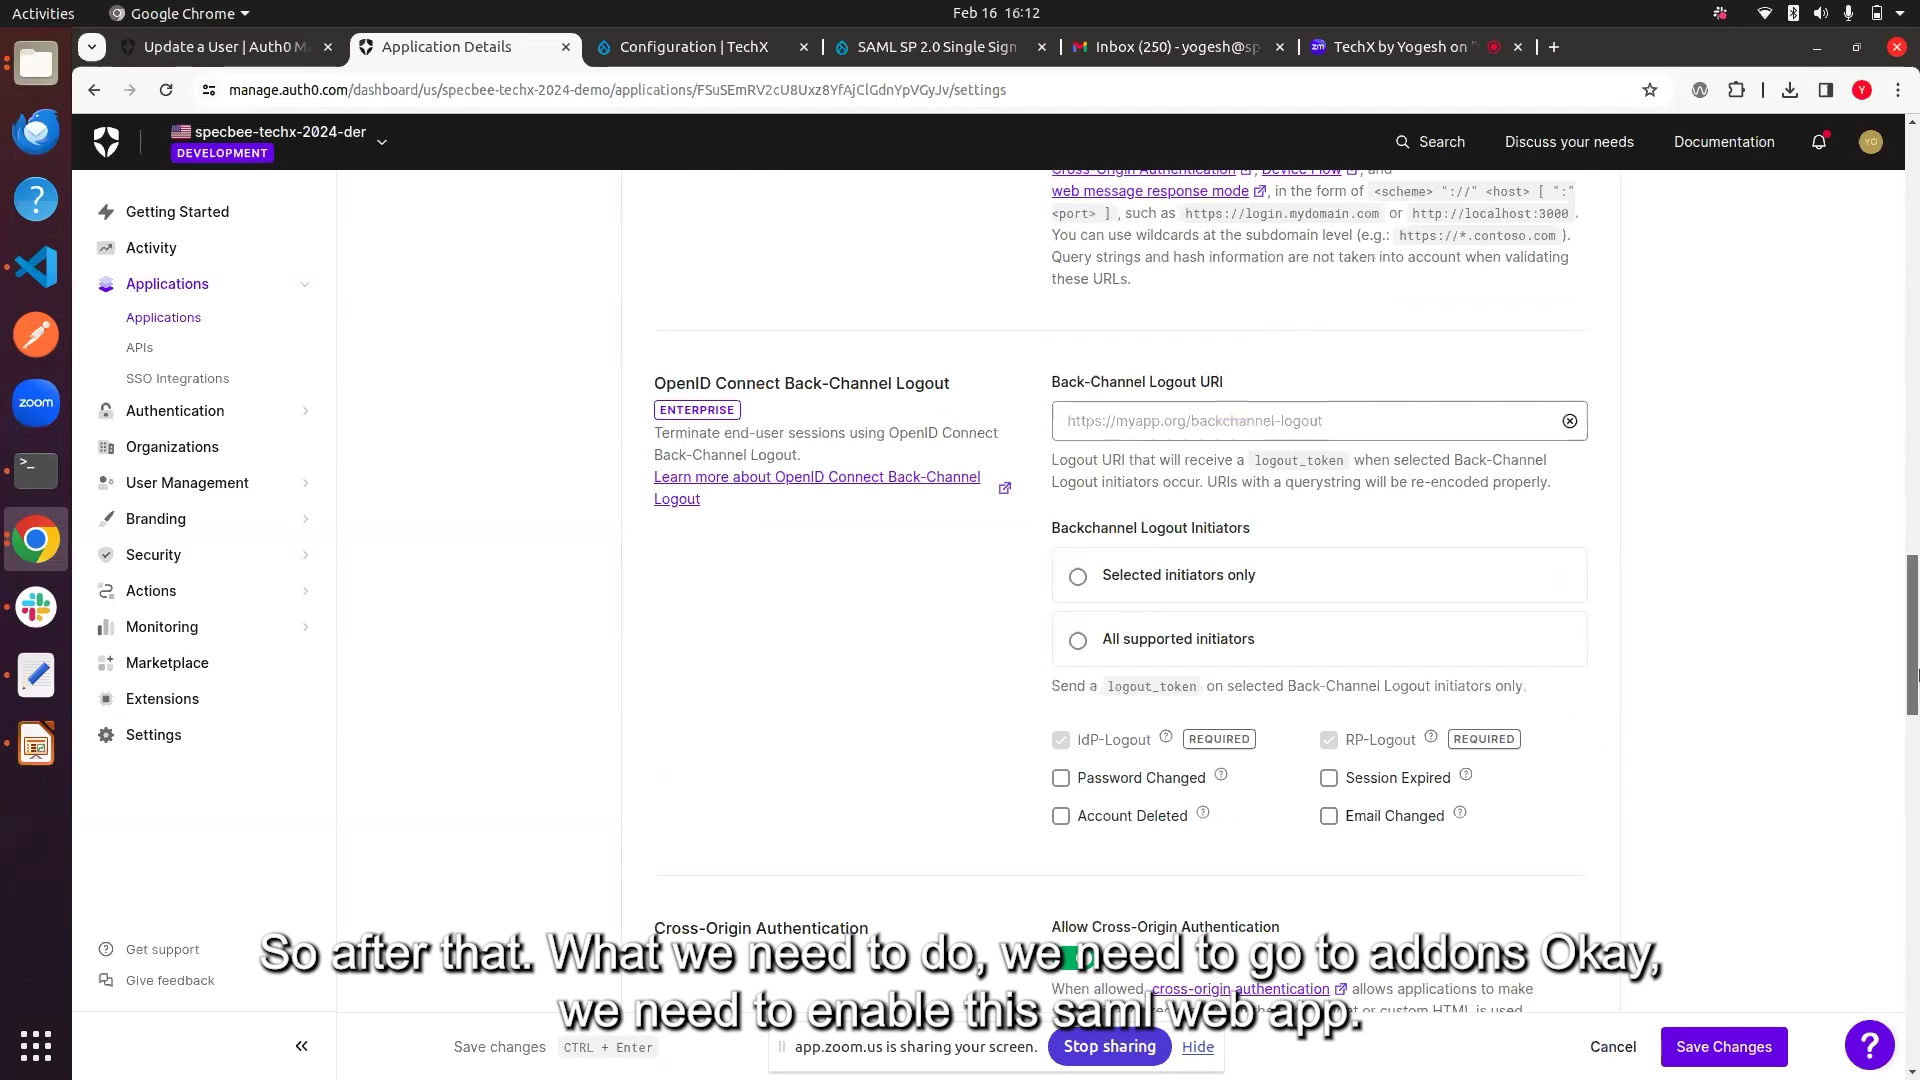 Activities
Google Chrome
Feb 16 16:12
Update a User | Auth0 M
Application Details
Configuration | TechX
SAML SP 2.0 Single Sign
Inbox (250) - yogesh@sp
TechX by Yogesh on "
manage.auth0.com/dashboard/us/specbee-techx-2024-demo/applications/FSuSEmRV2cU8Uxz8YfAjClGdnYpVGyJv/settings
Y
specbee-techx-2024-der
DEVELOPMENT
Search
Discuss your needs
Documentation
YO
Getting Started
Activity
Applications
Applications
APIs
SSO Integrations
Authentication
Organizations
User Management
Branding
Security
Actions
Monitoring
Marketplace
Extensions
Settings
Get support
Give feedback
zoom
Cross-Origin Authentication, Device Flow, and
web message response mode, in the form of <scheme> "://" <host> [ ":"
<port> ], such as https://login.mydomain.com or http://localhost:3000.
You can use wildcards at the subdomain level (e.g.: https://*.contoso.com).
Query strings and hash information are not taken into account when validating
these URLs.
OpenID Connect Back-Channel Logout
ENTERPRISE
Terminate end-user sessions using OpenID Connect
Back-Channel Logout.
Learn more about OpenID Connect Back-Channel
Logout
Back-Channel Logout URI
https://myapp.org/backchannel-logout
Logout URI that will receive a logout_token when selected Back-Channel
Logout initiators occur. URIs with a querystring will be re-encoded properly.
Backchannel Logout Initiators
Selected initiators only
All supported initiators
Send a logout_token on selected Back-Channel Logout initiators only.
IdP-Logout REQUIRED
RP-Logout REQUIRED
Password Changed
Session Expired
Account Deleted
Email Changed
Cross-Origin Authentication
Allow Cross-Origin Authentication
When allowed, cross-origin authentication allows applications to make
or custom HTML is used
So after that. What we need to do, we need to go to addons Okay,
we need to enable this saml web app.
Save changes CTRL + Enter
app.zoom.us is sharing your screen.
Stop sharing
Hide
Cancel
Save Changes